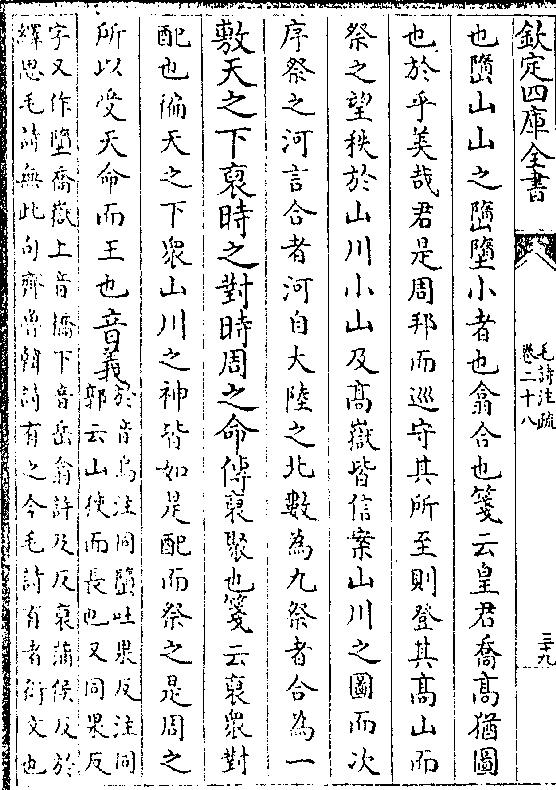 欽定四庫全書
毛詩注疏
卷二十八
三十九
也墮山山之墮墮小者也翕合也箋云皇君喬高猶圖
也於乎美哉君是周邦而巡守其所至則登其高山而
祭之望秩於山川小山及高嶽皆信案山川之圖而次
序祭之河言合者河自大陸之北敷為九祭者合為一
敷天之下裒時之對時周之命傳裒聚也箋云裒衆對
配也徧天之下衆山川之神皆如是配而祭之是周之
所以受天命而王也音義於音烏注同墮吐果反注同
郭云山狹而長也又同果反
字又作墮喬嶽上音橋下音岳翕許及反裒蒲侯反於
繹思毛詩無此句齊魯韓詩有之今毛詩有者衍文也